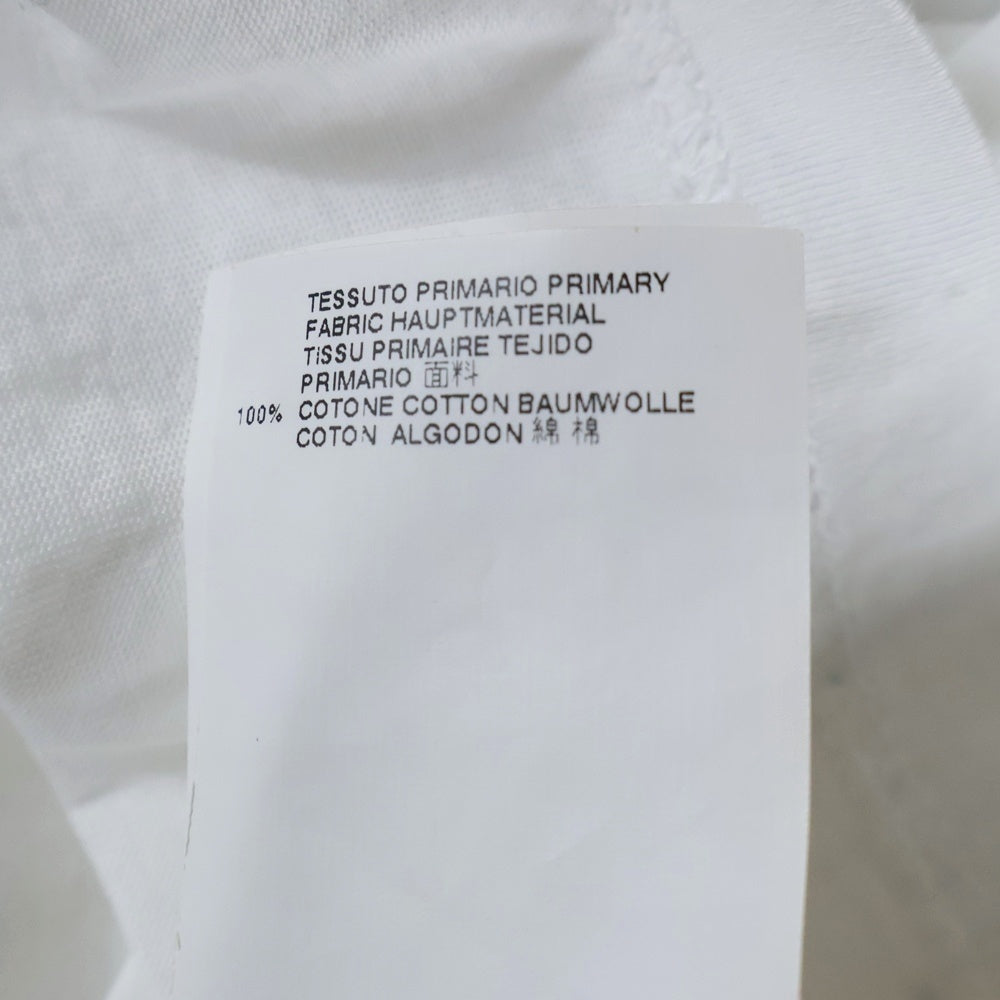 TESSUTO PRIMARIO PRIMARY
FABRIC HAUPTMATERIAL
TISSU PRIMAIRE TEJIDO
PRIMARIO 面料
100% COTONE COTTON BAUMWOLLE
COTON ALGODON 綿 棉